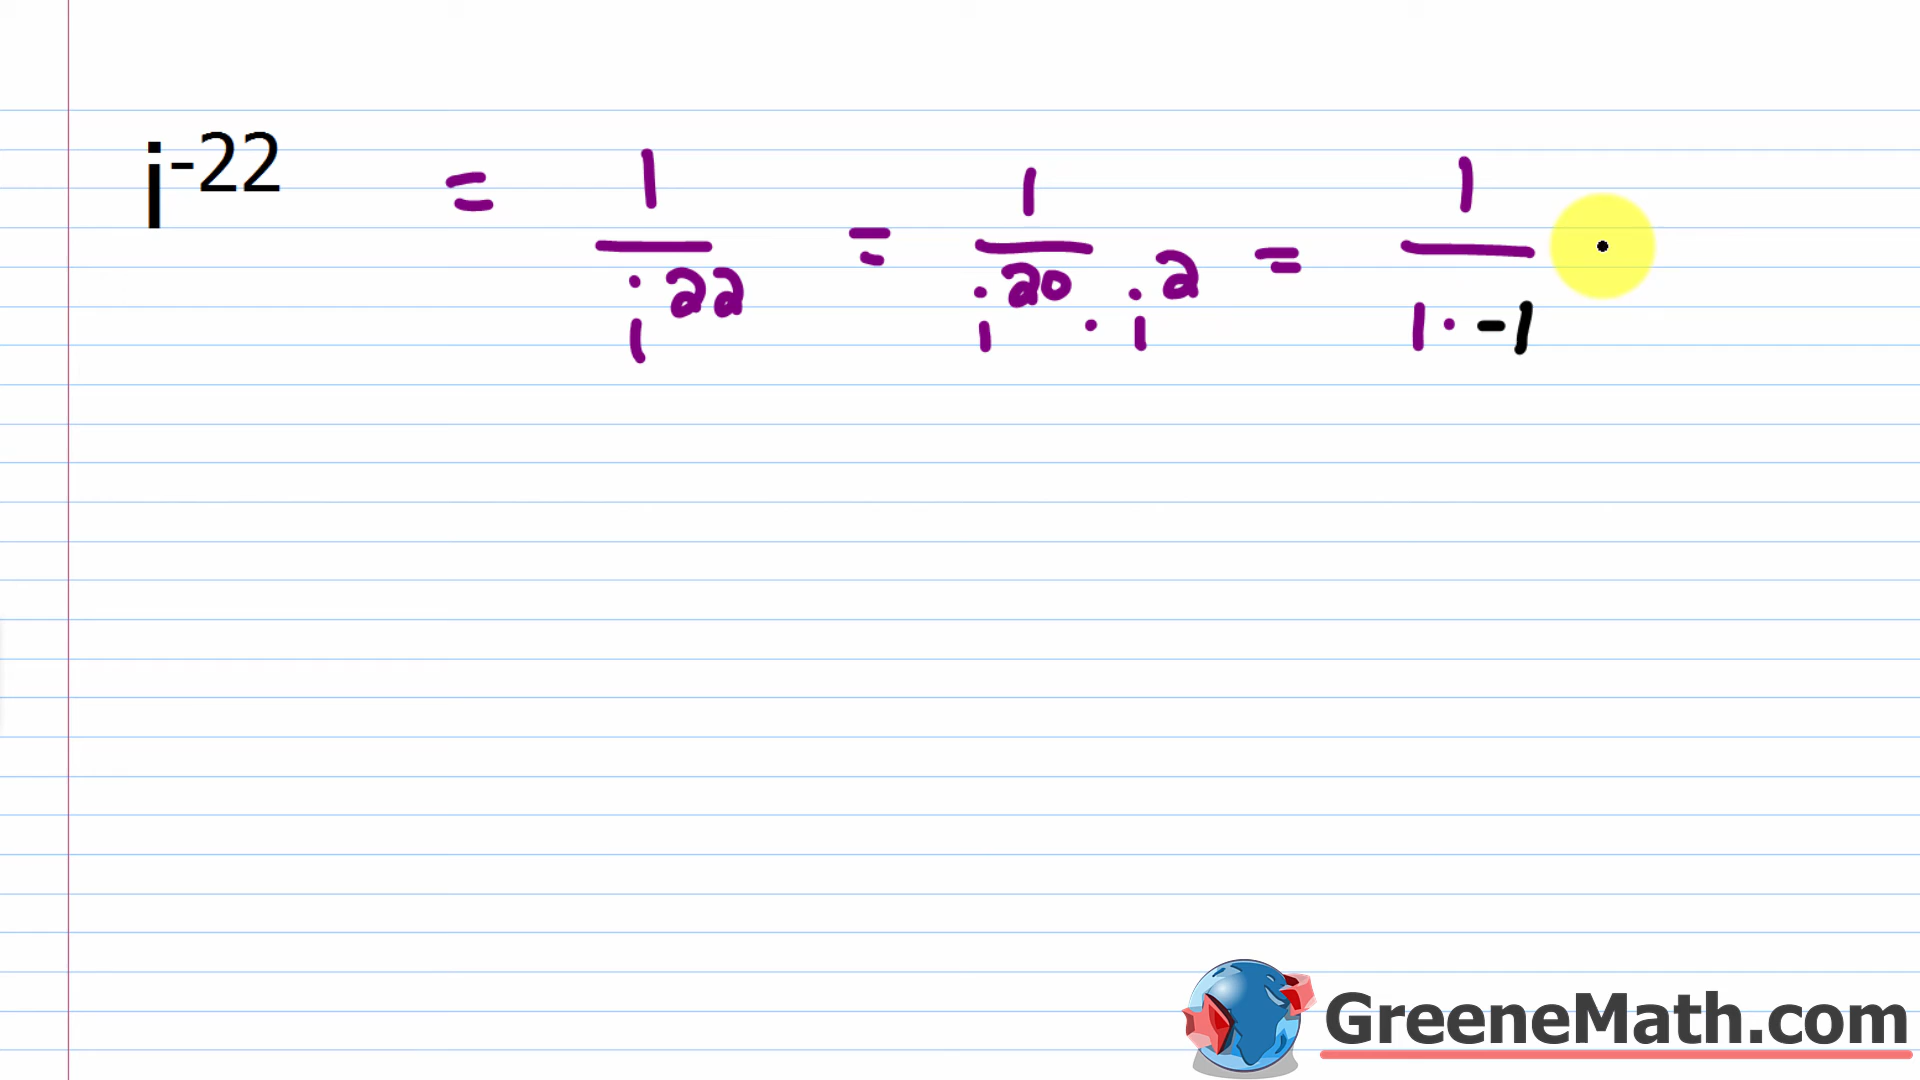 i^-22 = 1/i^22 = 1/(i^20 · i^2) = 1/(1 · -1)
GreeneMath.com